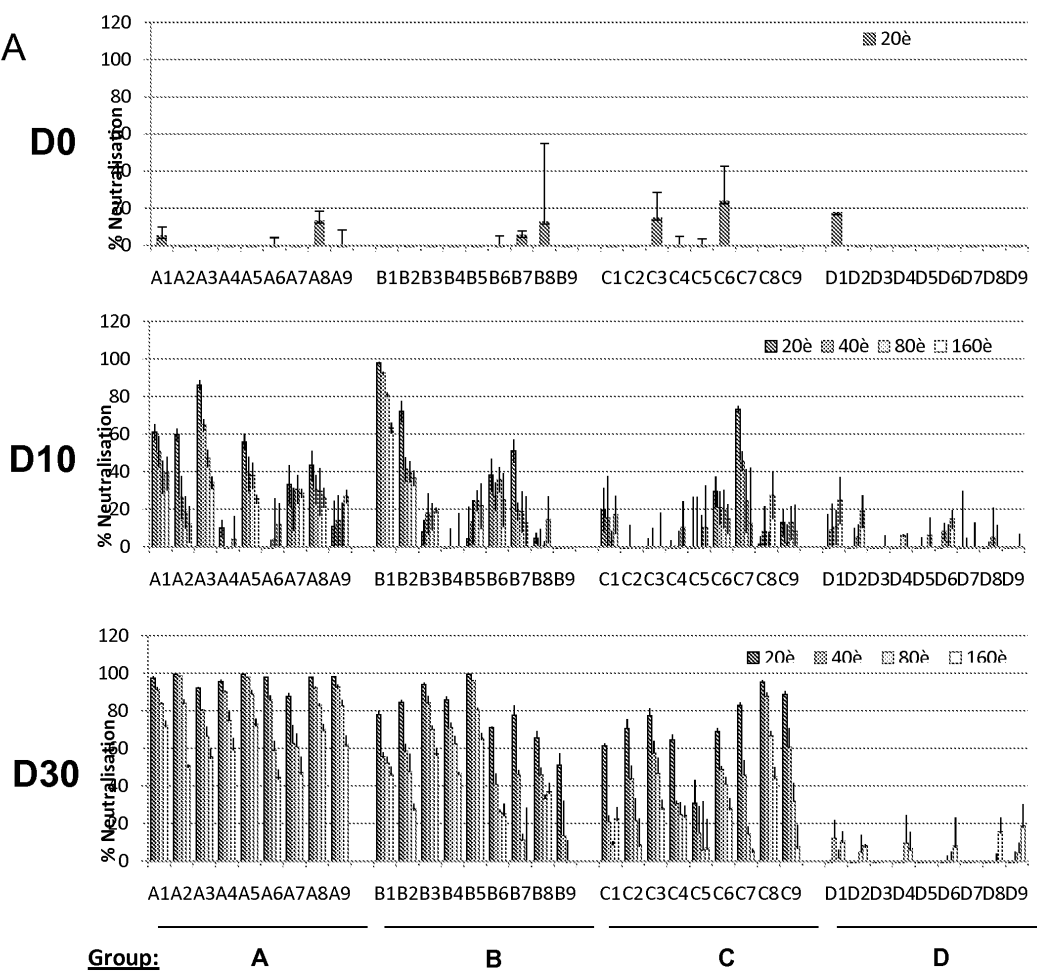 A
D0
% Neutralisation
120
100
80
60
40
20
0
20è
A1A2A3A4A5A6A7A8A9 B1B2B3B4B5B6B7B8B9 C1C2C3C4C5C6C7C8C9 D1D2D3D4D5D6D7D8D9
D10
% Neutralisation
120
100
80
60
40
20
0
20è 40è 80è 160è
A1A2A3A4A5A6A7A8A9 B1B2B3B4B5B6B7B8B9 C1C2C3C4C5C6C7C8C9 D1D2D3D4D5D6D7D8D9
D30
% Neutralisation
120
100
80
60
40
20
0
20è 40è 80è 160è
A1A2A3A4A5A6A7A8A9 B1B2B3B4B5B6B7B8B9 C1C2C3C4C5C6C7C8C9 D1D2D3D4D5D6D7D8D9
Group: A B C D